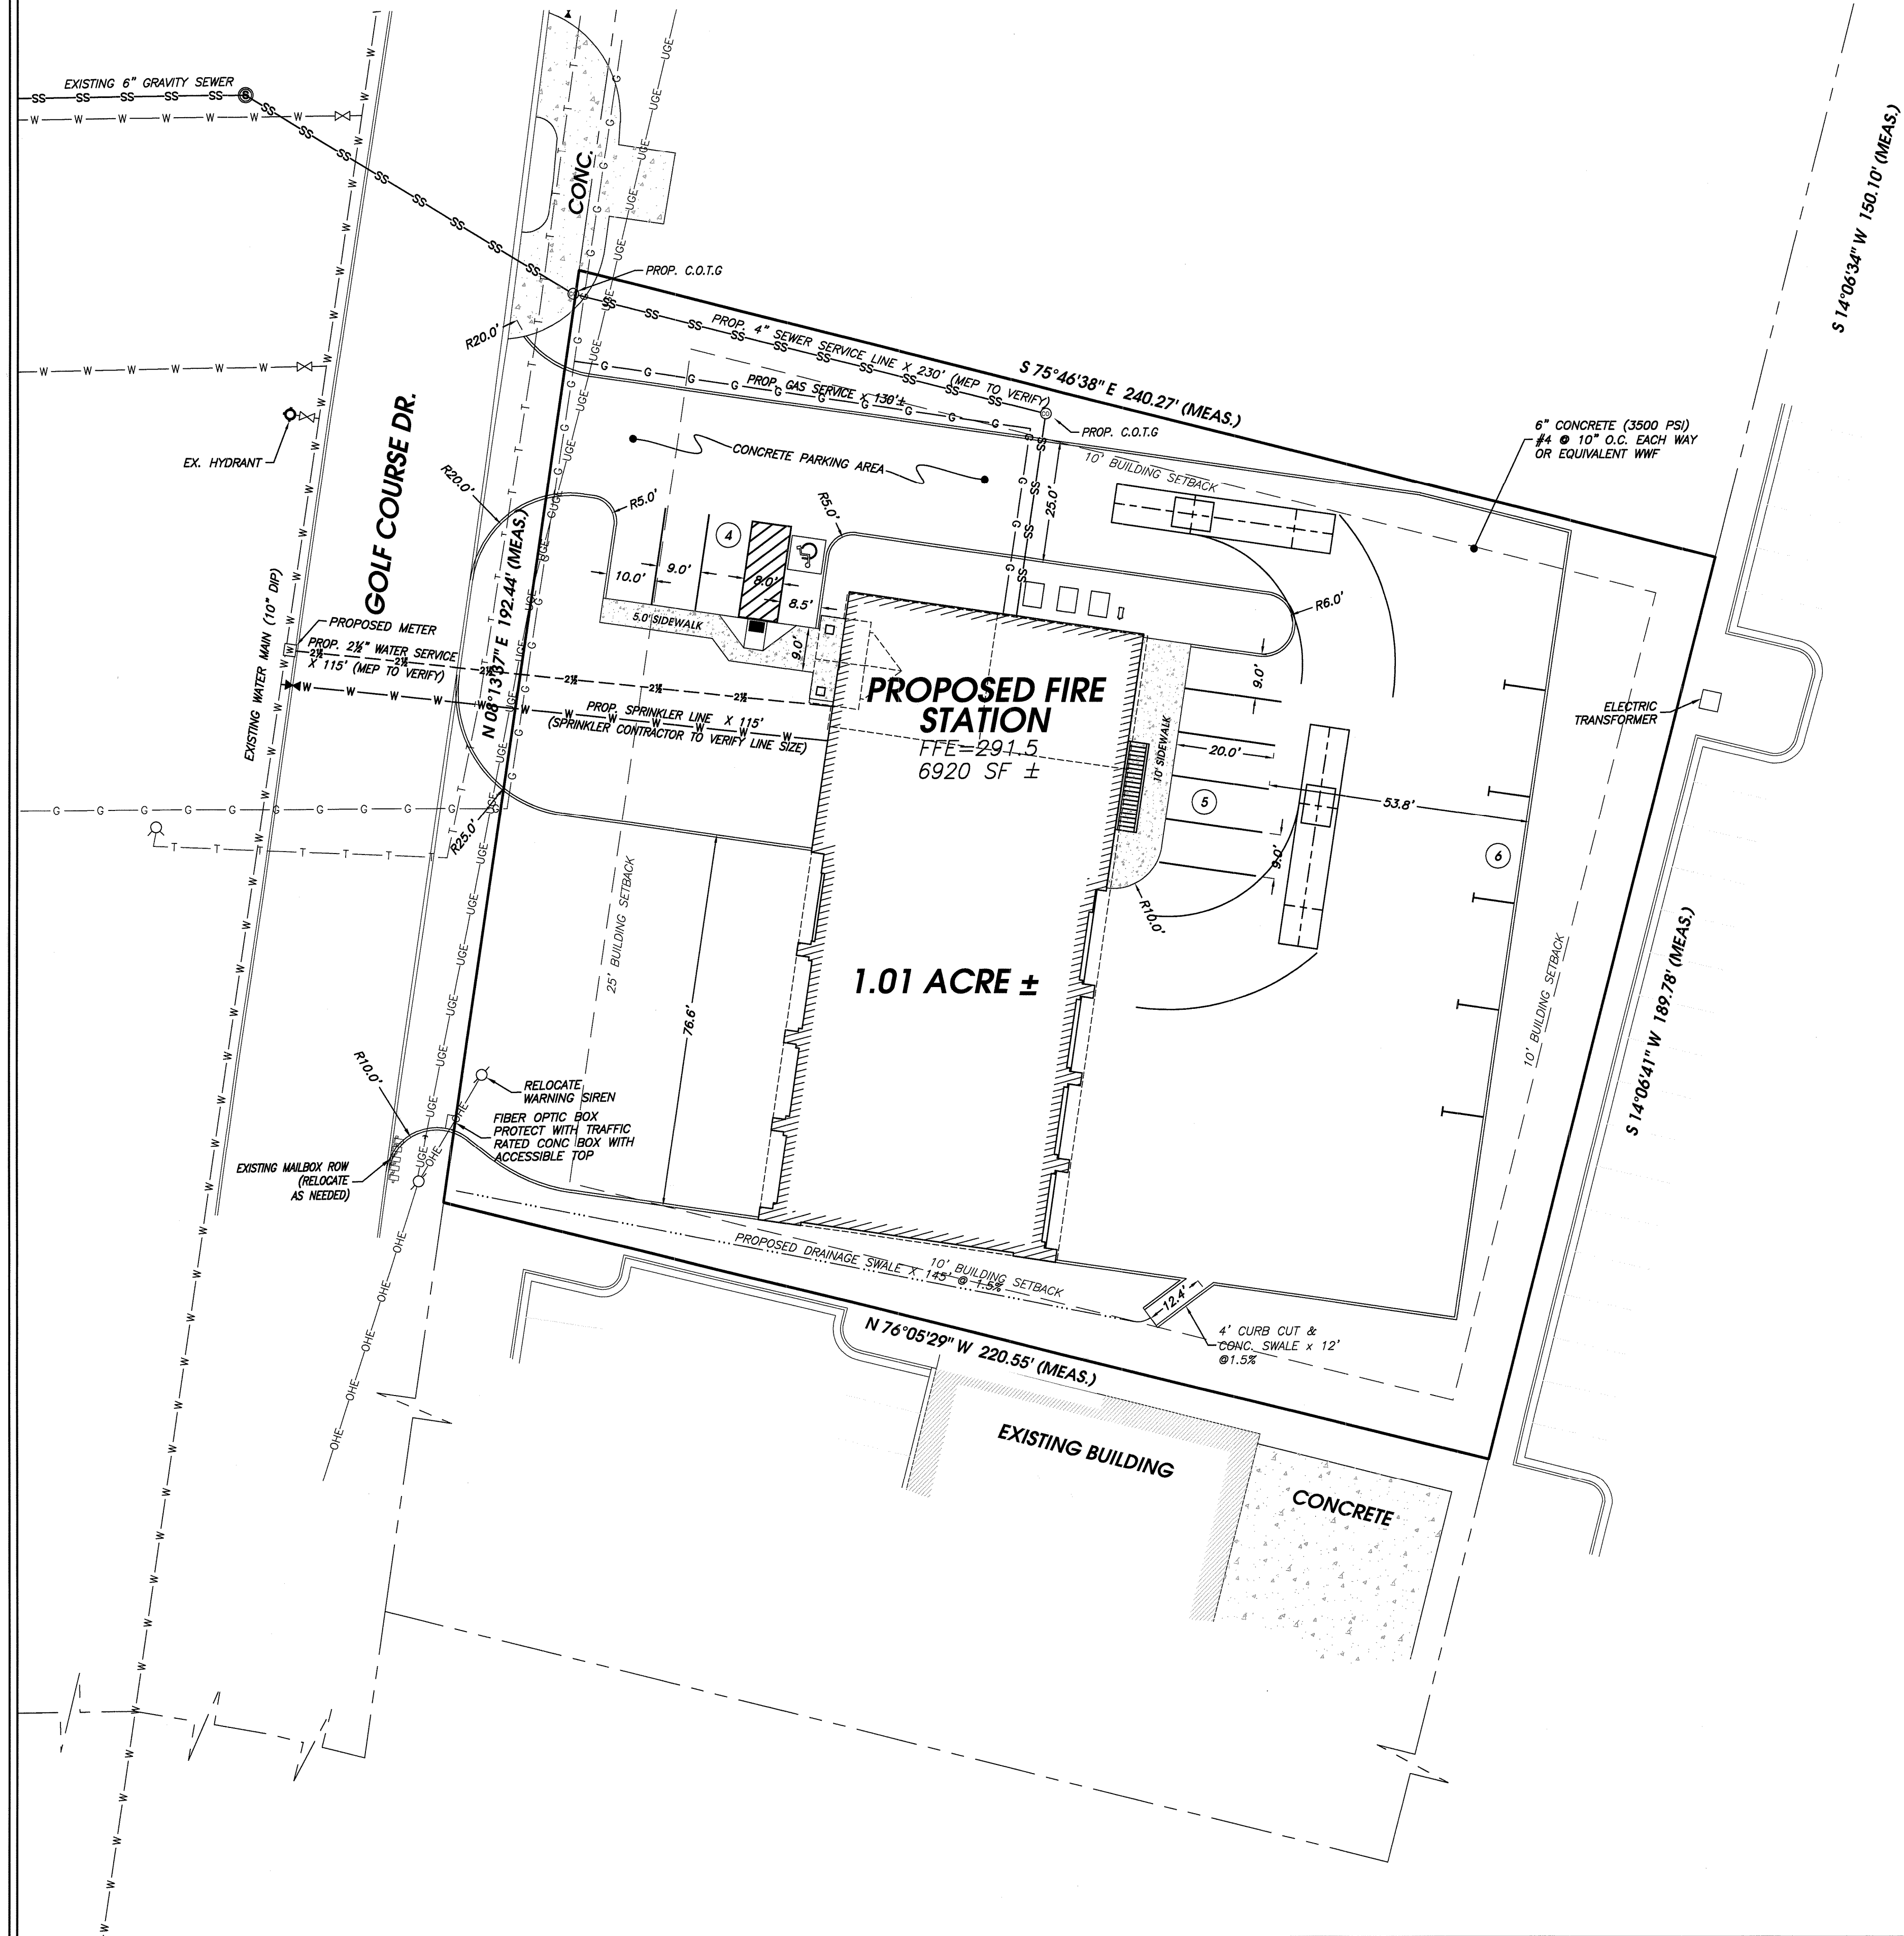 EXISTING 6" GRAVITY SEWER
CONC.
PROP. C.O.T.G
R20.0'
PROP. 4" SEWER SERVICE LINE X 230' (MEP TO VERIFY)
S 75°46'38" E 240.27' (MEAS.)
S 14°06'34" W 150.10' (MEAS.)
PROP. GAS SERVICE x 130'±
PROP. C.O.T.G
6" CONCRETE (3500 PSI)
#4 @ 10" O.C. EACH WAY
OR EQUIVALENT WWF
EX. HYDRANT
GOLF COURSE DR.
CONCRETE PARKING AREA
10' BUILDING SETBACK
R20.0'
R5.0'
R5.0'
25.0'
4
10.0'
9.0'
8.0'
8.5'
R6.0'
5.0' SIDEWALK
9.0'
N 08°13'37" E 192.44' (MEAS.)
EXISTING WATER MAIN (10" DIP)
PROPOSED METER
PROP. 2½" WATER SERVICE
X 115' (MEP TO VERIFY)
PROP. SPRINKLER LINE X 115'
(SPRINKLER CONTRACTOR TO VERIFY LINE SIZE)
PROPOSED FIRE
STATION
FFE=291.5
6920 SF ±
10' SIDEWALK
9.0'
20.0'
5
53.8'
9.0'
6
ELECTRIC
TRANSFORMER
R25.0'
25' BUILDING SETBACK
R10.0'
1.01 ACRE ±
76.6'
10' BUILDING SETBACK
S 14°06'41" W 189.78' (MEAS.)
R10.0'
RELOCATE
WARNING SIREN
FIBER OPTIC BOX
PROTECT WITH TRAFFIC
RATED CONC BOX WITH
ACCESSIBLE TOP
EXISTING MAILBOX ROW
(RELOCATE
AS NEEDED)
PROPOSED DRAINAGE SWALE X 145' @ 1.5%
10' BUILDING SETBACK
12.4'
4' CURB CUT &
CONC. SWALE x 12'
@1.5%
N 76°05'29" W 220.55' (MEAS.)
EXISTING BUILDING
CONCRETE